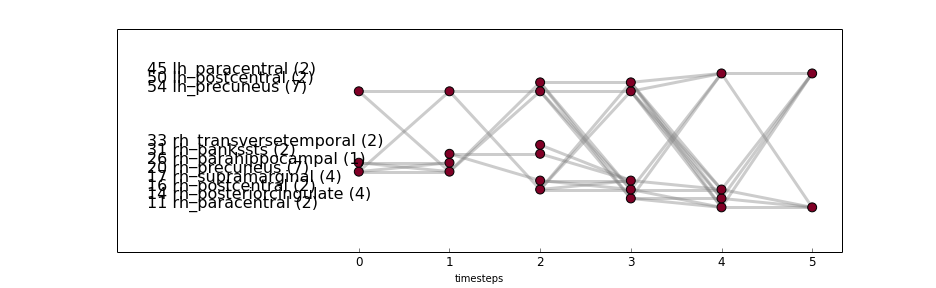 45 lh_paracentral (2)
50 lh_postcentral (2)
54 lh_precuneus (7)
33 rh_transversotemporal (2)
31 rh_bankssts (2)
26 rh_parahippocampal (1)
20 rh_precuneus (7)
17 rh_supramarginal (4)
16 rh_postcentral (2)
14 rh_posteriorcingulate (4)
11 rh_paracentral (2)
0 1 2 3 4 5
timesteps